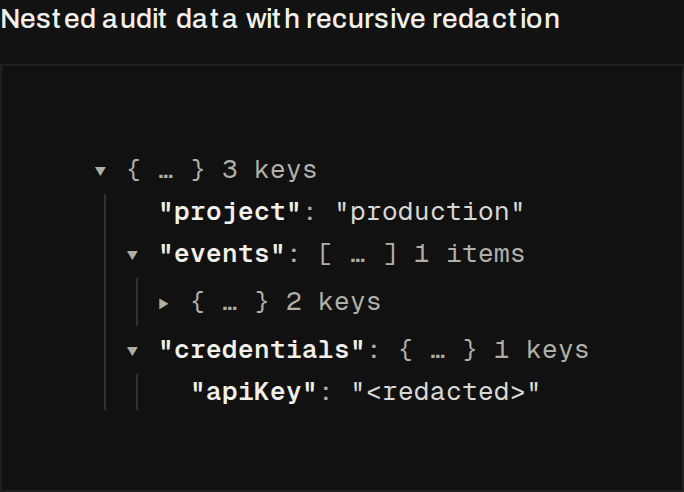 Nested audit data with recursive redaction
▾ { … } 3 keys
"project": "production"
▾ "events": [ … ] 1 items
▸ { … } 2 keys
▾ "credentials": { … } 1 keys
"apiKey": "<redacted>"